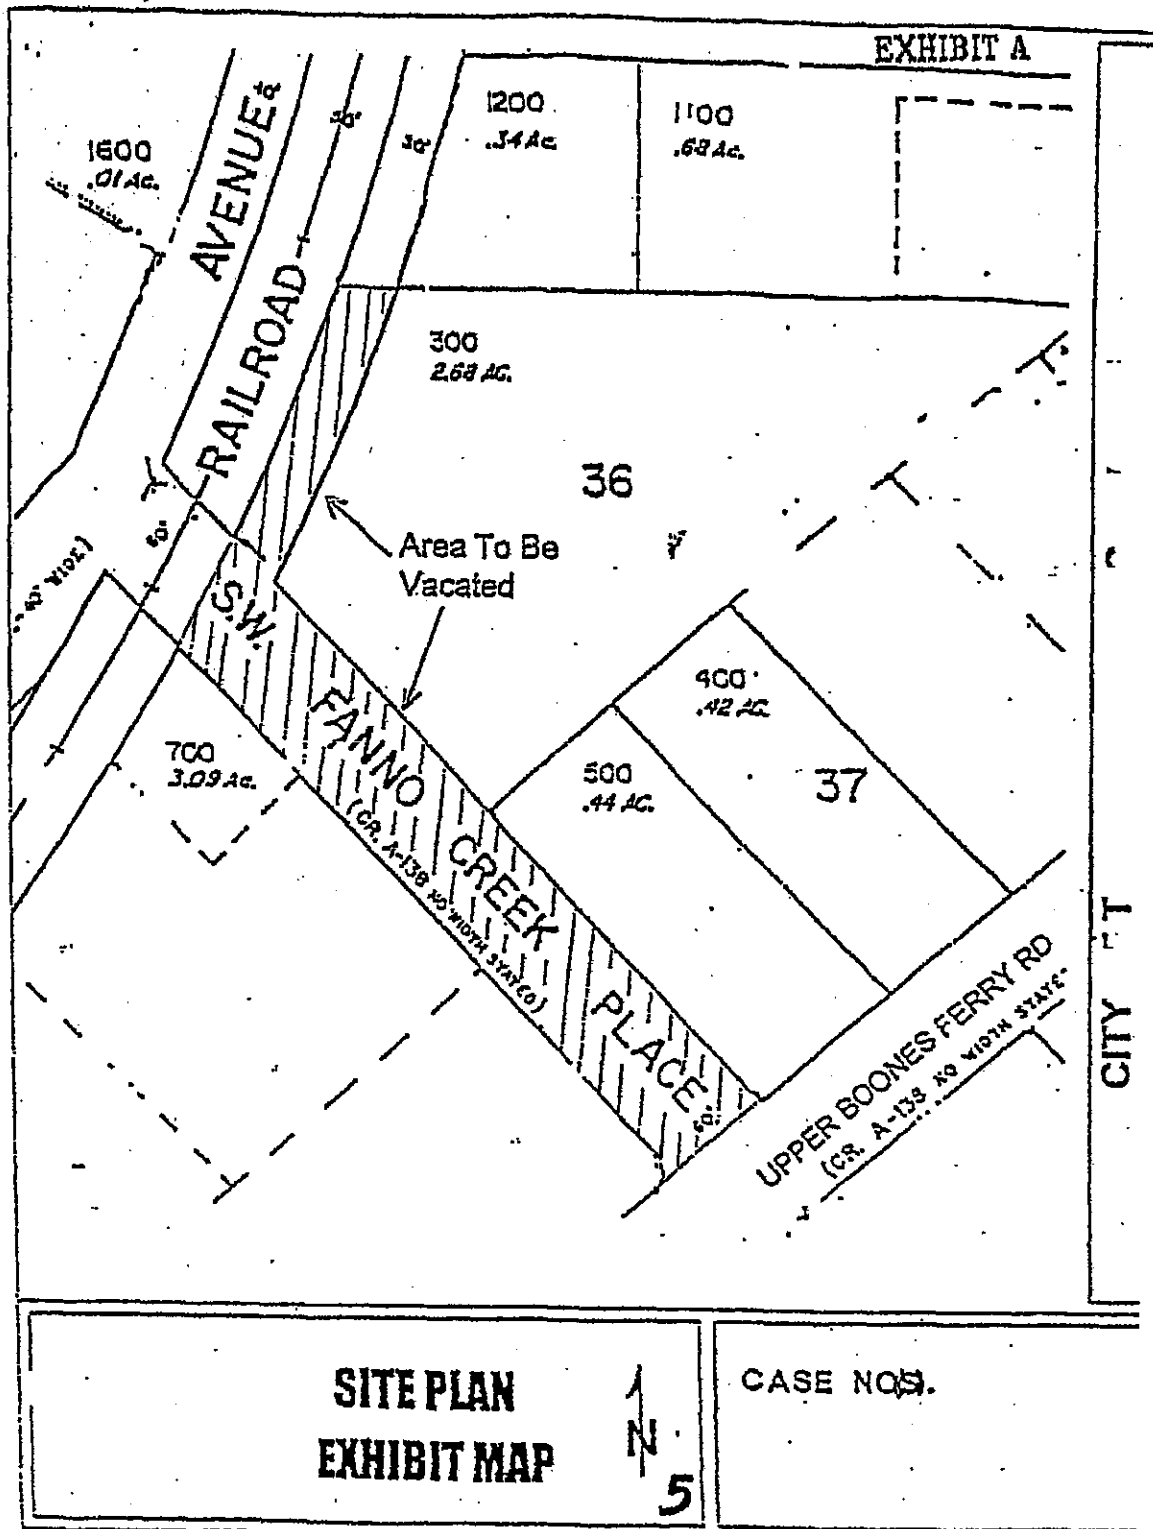 EXHIBIT A
1200
.34 Ac.
1100
.68 Ac.
1600
.01 Ac.
AVENUE
40'
30'
30'
RAILROAD
300
2.68 AC.
36
Area To Be
Vacated
60'
S.W.
FANNO
CREEK
PLACE
(CR. A-138 NO WIDTH STATED)
60'
400
.42 AC.
500
.44 AC.
37
700
3.09 Ac.
UPPER BOONES FERRY RD
(CR. A-138 NO WIDTH STATE
CITY
SITE PLAN
EXHIBIT MAP
N
5
CASE NO(S).